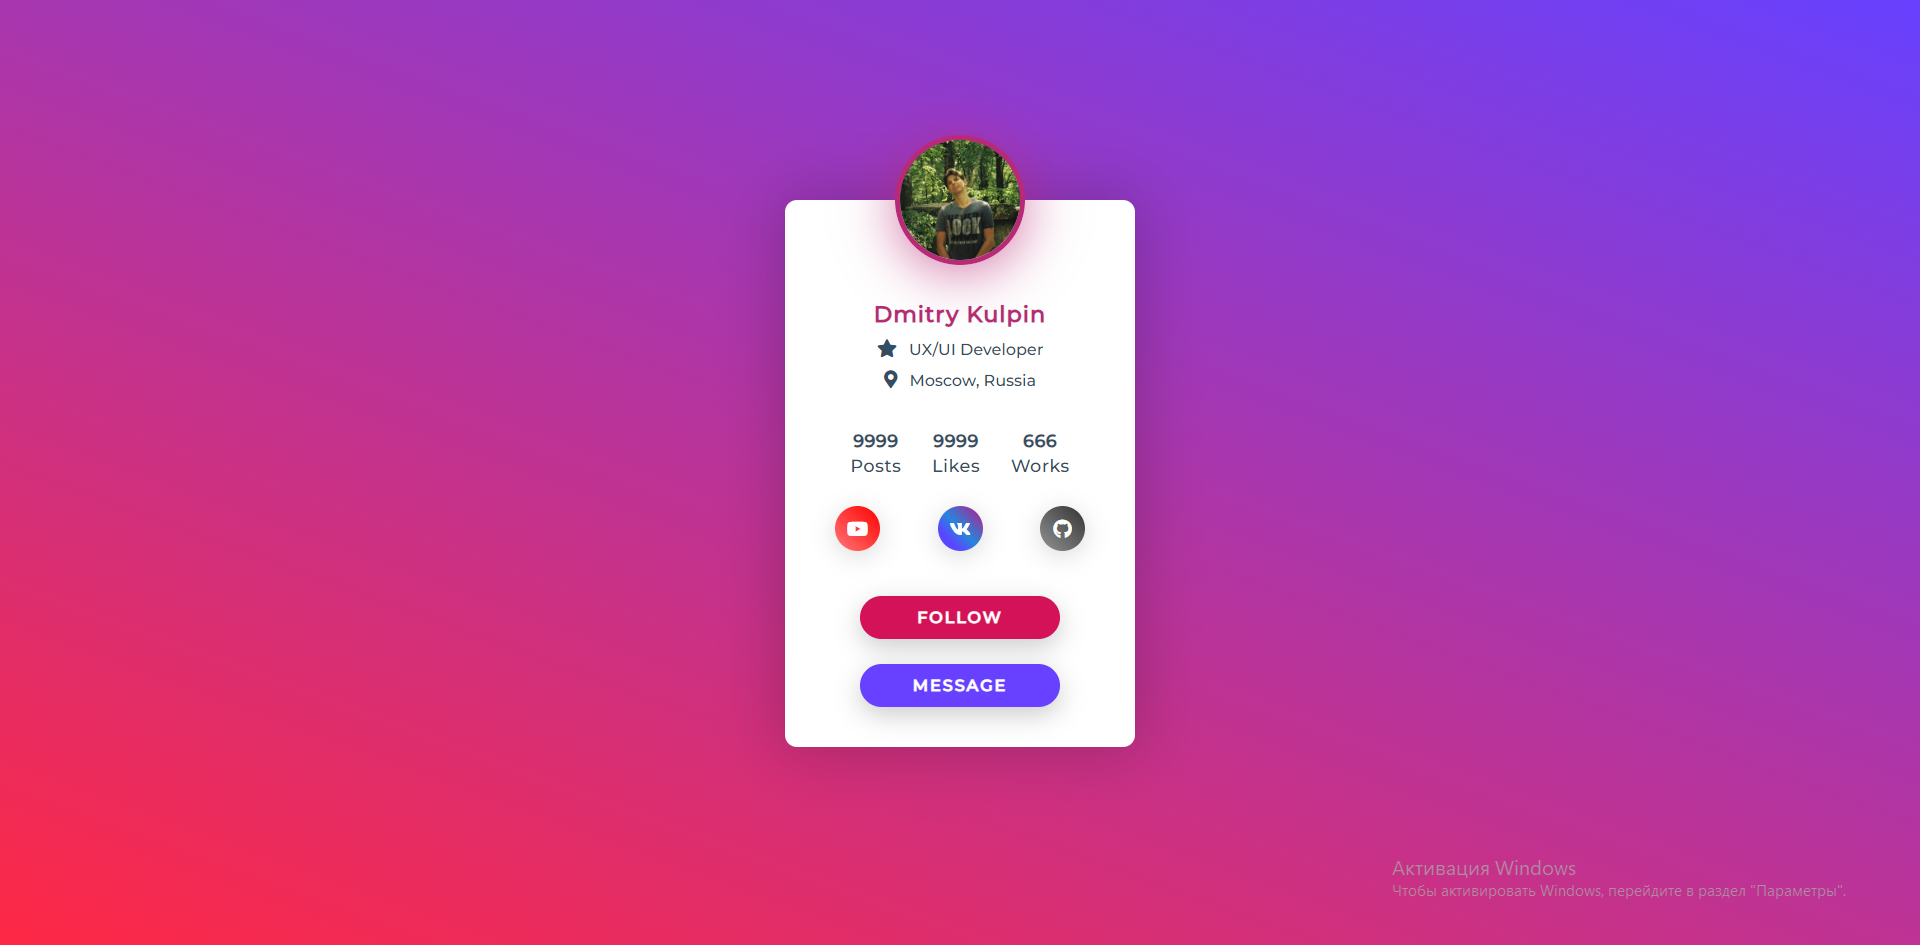 Dmitry Kulpin
UX/UI Developer
Moscow, Russia
9999 9999 666
Posts Likes Works
FOLLOW
MESSAGE
Активация Windows
Чтобы активировать Windows, перейдите в раздел "Параметры".